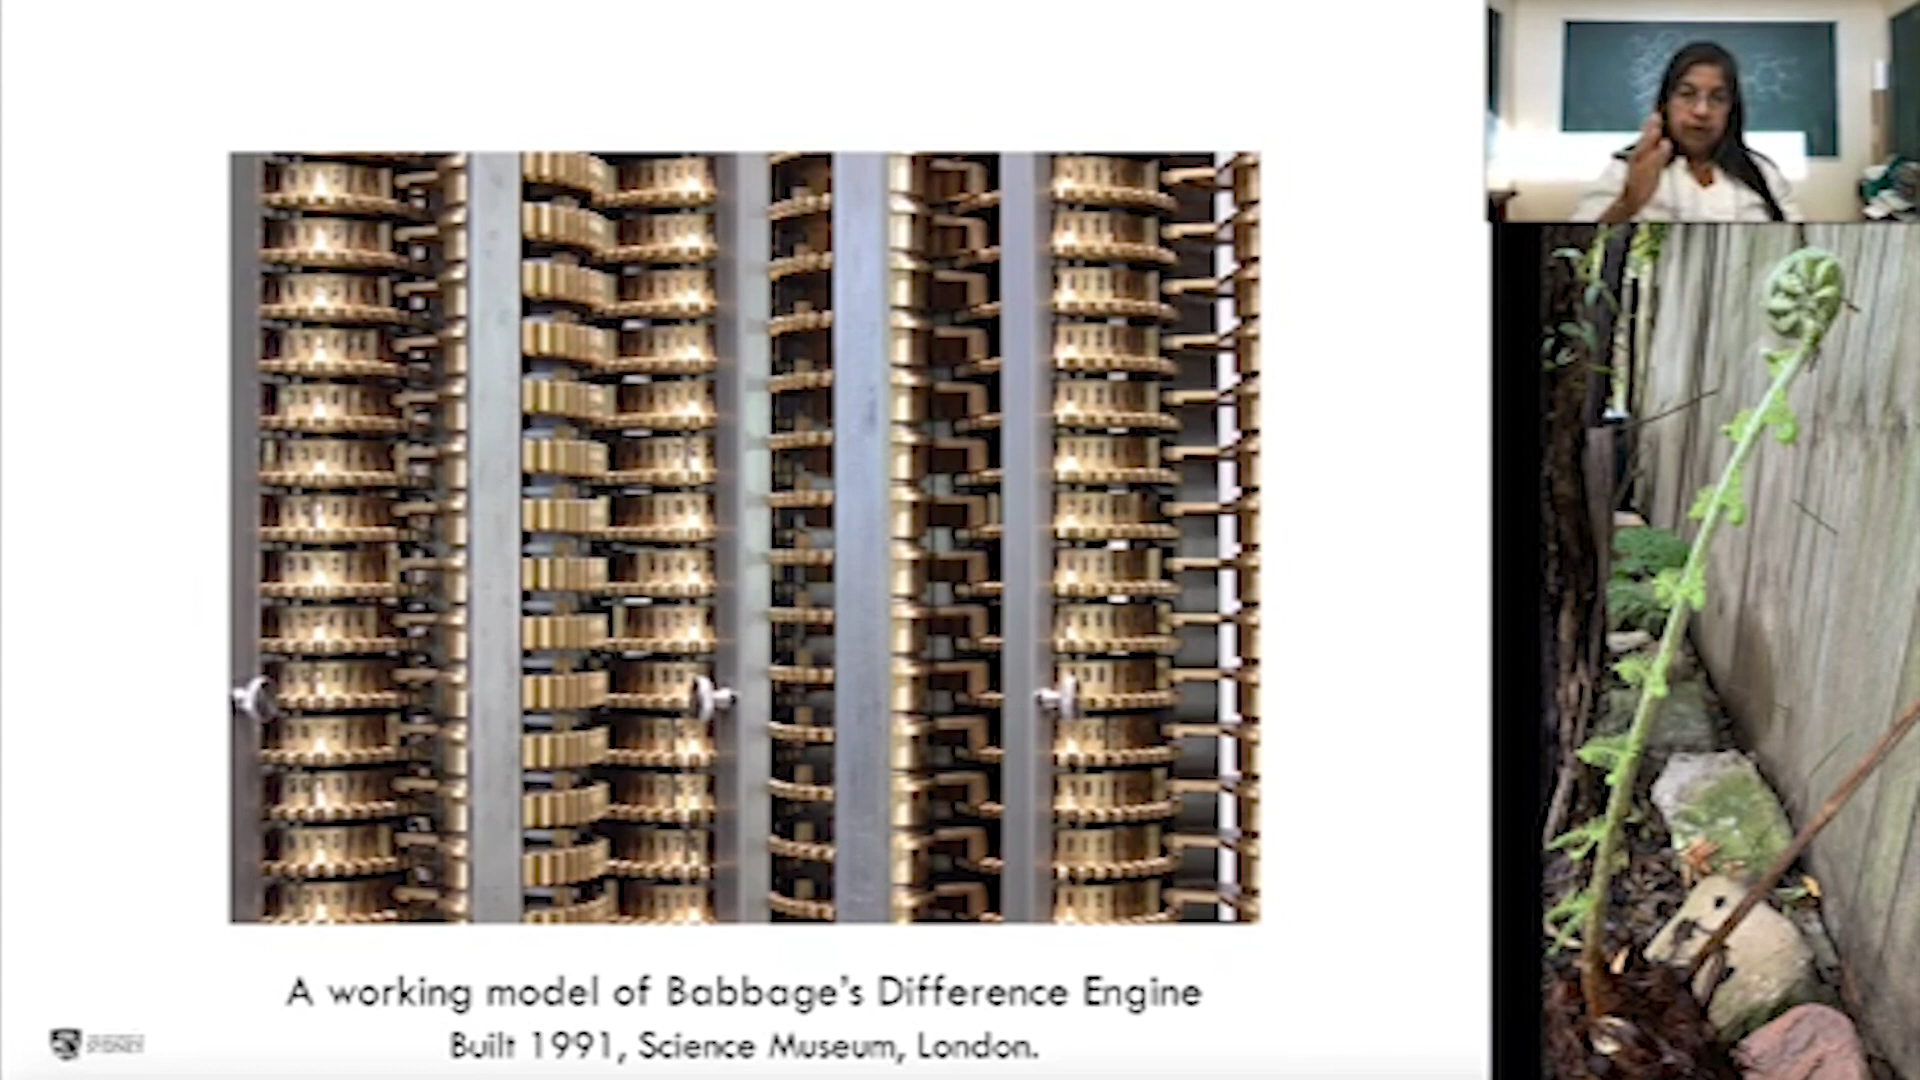 A working model of Babbage's Difference Engine
Built 1991, Science Museum, London.